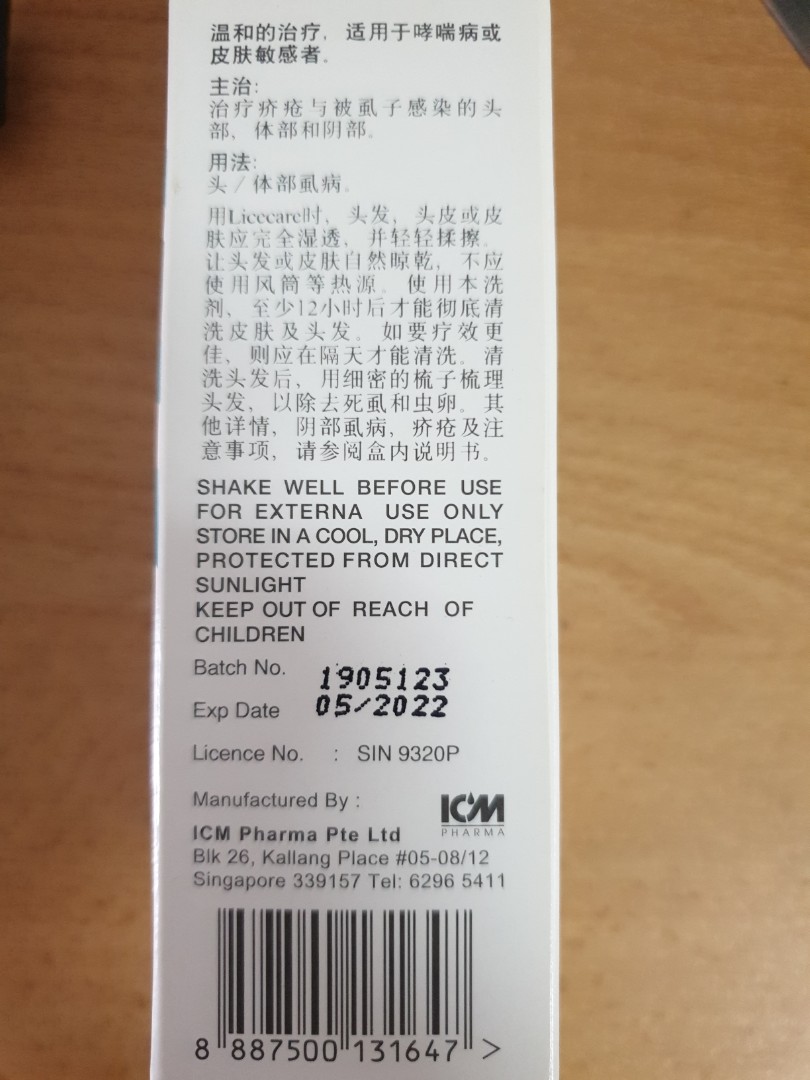 温和的治疗， 适用于哮喘病或
皮肤敏感者。
主治:
治疗疥疮与被虱子感染的头
部、体部和阴部。
用法:
头/体部虱病。
用Licecare时，头发，头皮或皮
肤应完全湿透，并轻轻揉擦。
让头发或皮肤自然晾乾，不应
使用风筒等热源。使用本洗
剂，至少12小时后才能彻底清
洗皮肤及头发。如要疗效更
佳，则应在隔天才能清洗。清
洗头发后，用细密的梳子梳理
头发，以除去死虱和虫卵。其
他详情，阴部虱病，疥疮及注
意事项，请参阅盒内说明书。
SHAKE WELL BEFORE USE
FOR EXTERNA USE ONLY
STORE IN A COOL, DRY PLACE,
PROTECTED FROM DIRECT
SUNLIGHT
KEEP OUT OF REACH OF
CHILDREN
Batch No. 1905123
Exp Date 05/2022
Licence No. : SIN 9320P
Manufactured By :
ICM PHARMA
ICM Pharma Pte Ltd
Blk 26, Kallang Place #05-08/12
Singapore 339157 Tel: 6296 5411
8 887500 131647 >